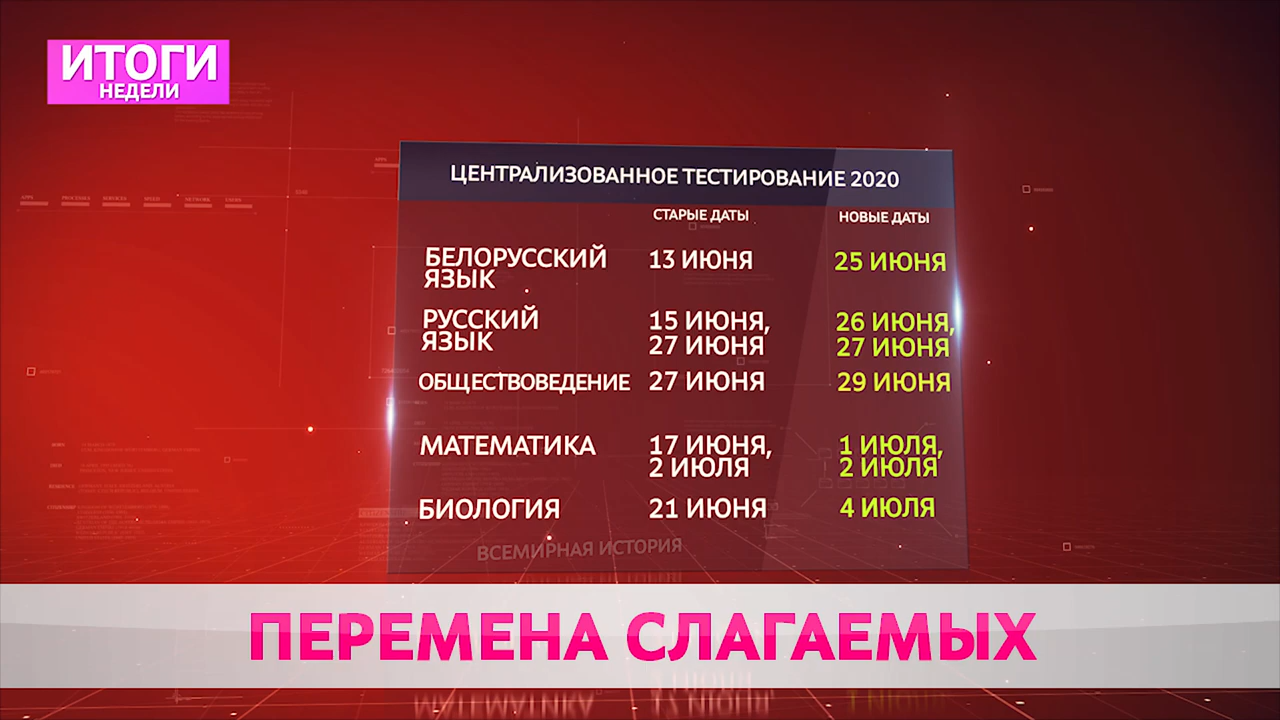 ИТОГИ
НЕДЕЛИ
ЦЕНТРАЛИЗОВАННОЕ ТЕСТИРОВАНИЕ 2020
СТАРЫЕ ДАТЫ НОВЫЕ ДАТЫ
БЕЛОРУССКИЙ 13 ИЮНЯ 25 ИЮНЯ
ЯЗЫК
РУССКИЙ 15 ИЮНЯ, 26 ИЮНЯ,
ЯЗЫК 27 ИЮНЯ 27 ИЮНЯ
ОБЩЕСТВОВЕДЕНИЕ 27 ИЮНЯ 29 ИЮНЯ
МАТЕМАТИКА 17 ИЮНЯ, 1 ИЮЛЯ,
2 ИЮЛЯ 2 ИЮЛЯ
БИОЛОГИЯ 21 ИЮНЯ 4 ИЮЛЯ
ВСЕМИРНАЯ ИСТОРИЯ
ПЕРЕМЕНА СЛАГАЕМЫХ